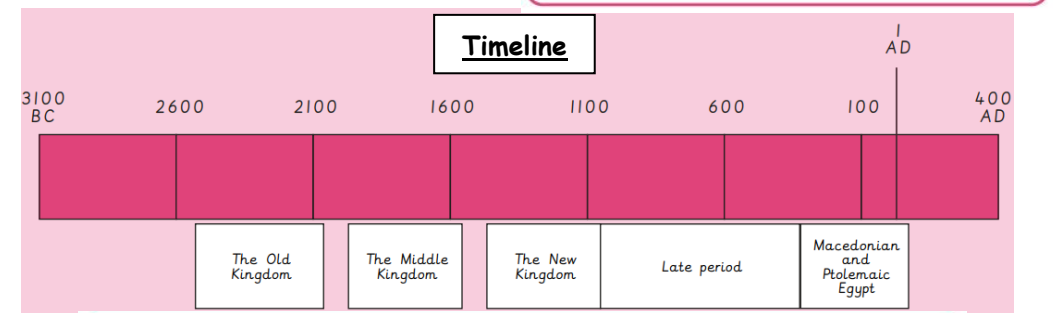 Timeline
1
AD
3100
BC
2600
2100
1600
1100
600
100
400
AD
The Old
Kingdom
The Middle
Kingdom
The New
Kingdom
Late period
Macedonian
and
Ptolemaic
Egypt